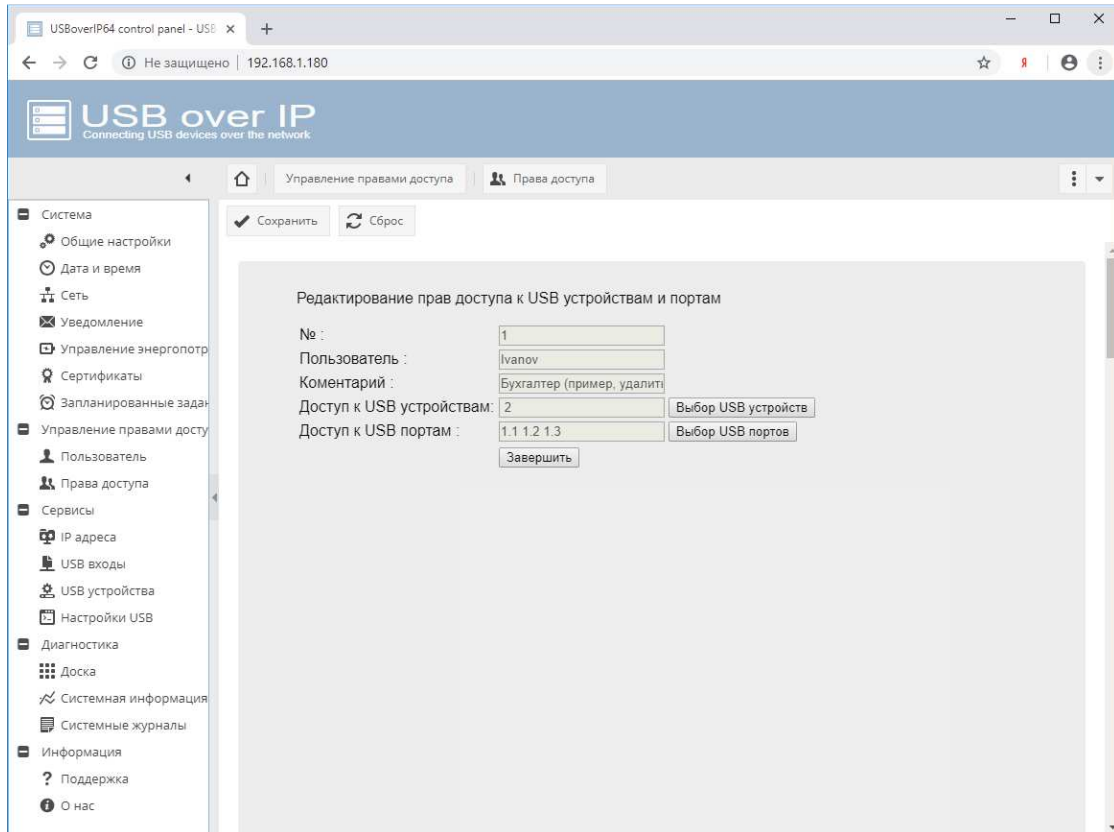 USBoverIP64 control panel - USB
Не защищено | 192.168.1.180
Я
USB over IP
Connecting USB devices over the network
Управление правами доступа
Права доступа
Сохранить
Сброс
Система
Общие настройки
Дата и время
Сеть
Уведомление
Управление энергопотр
Сертификаты
Запланированные задан
Управление правами досту
Пользователь
Права доступа
Сервисы
IP адреса
USB входы
USB устройства
Настройки USB
Диагностика
Доска
Системная информация
Системные журналы
Информация
Поддержка
О нас
Редактирование прав доступа к USB устройствам и портам
№ : 1
Пользователь : Ivanov
Коментарий : Бухгалтер (пример, удалить
Доступ к USB устройствам: 2 Выбор USB устройств
Доступ к USB портам : 1.1 1.2 1.3 Выбор USB портов
Завершить